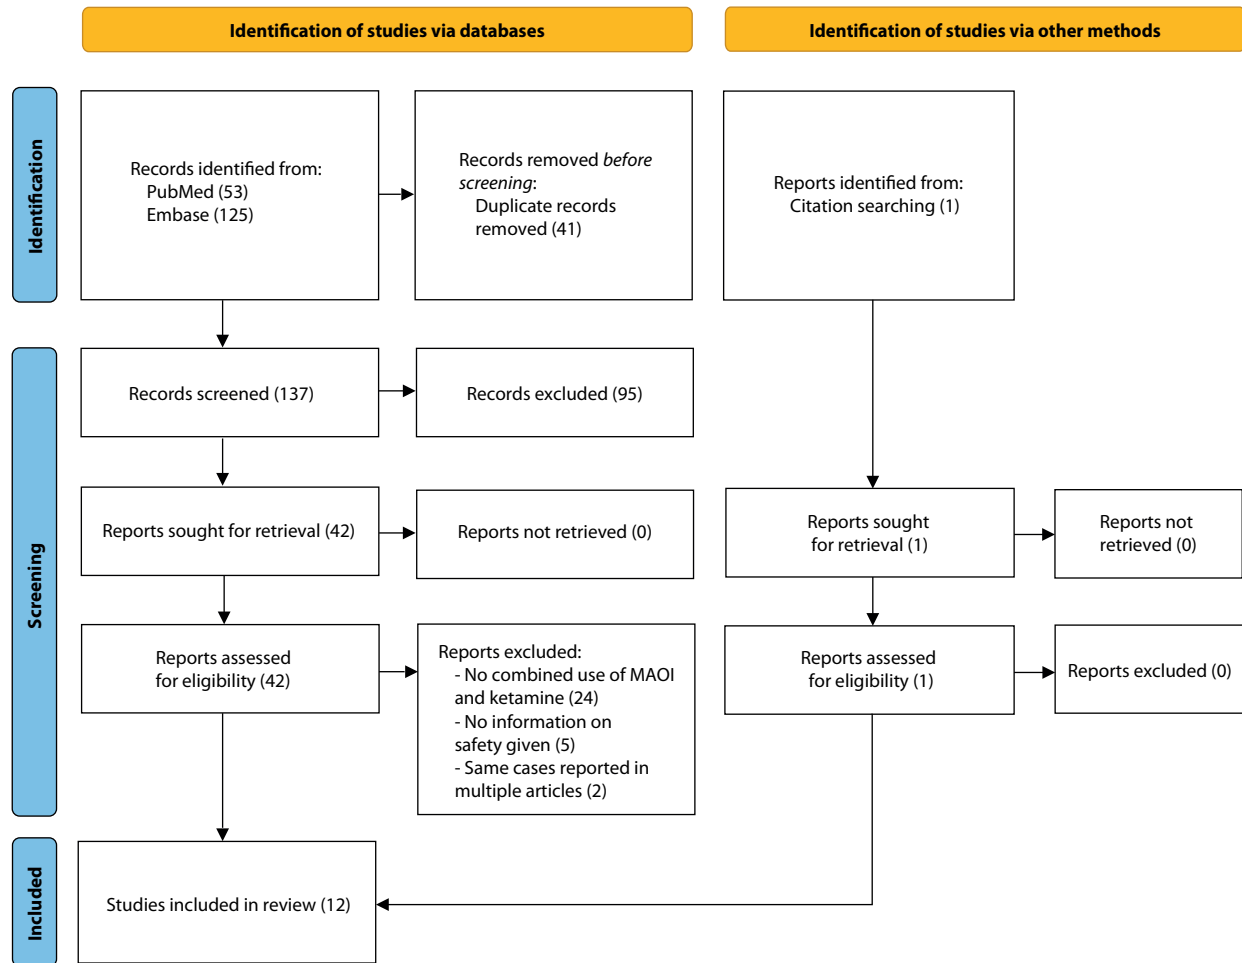 Identification of studies via databases
Identification of studies via other methods
Identification
Records identified from:
PubMed (53)
Embase (125)
Records removed before
screening:
Duplicate records
removed (41)
Reports identified from:
Citation searching (1)
Screening
Records screened (137)
Records excluded (95)
Reports sought for retrieval (42)
Reports not retrieved (0)
Reports sought
for retrieval (1)
Reports not
retrieved (0)
Reports assessed
for eligibility (42)
Reports excluded:
- No combined use of MAOI
and ketamine (24)
- No information on
safety given (5)
- Same cases reported in
multiple articles (2)
Reports assessed
for eligibility (1)
Reports excluded (0)
Included
Studies included in review (12)